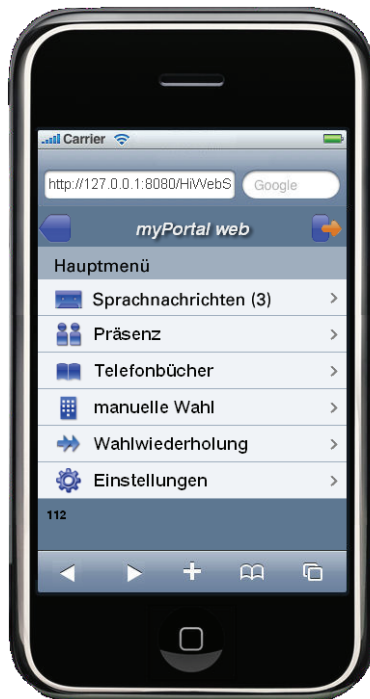 Carrier
http://127.0.0.1:8080/HiWebS Google
myPortal web
Hauptmenü
Sprachnachrichten (3)
Präsenz
Telefonbücher
manuelle Wahl
Wahlwiederholung
Einstellungen
112